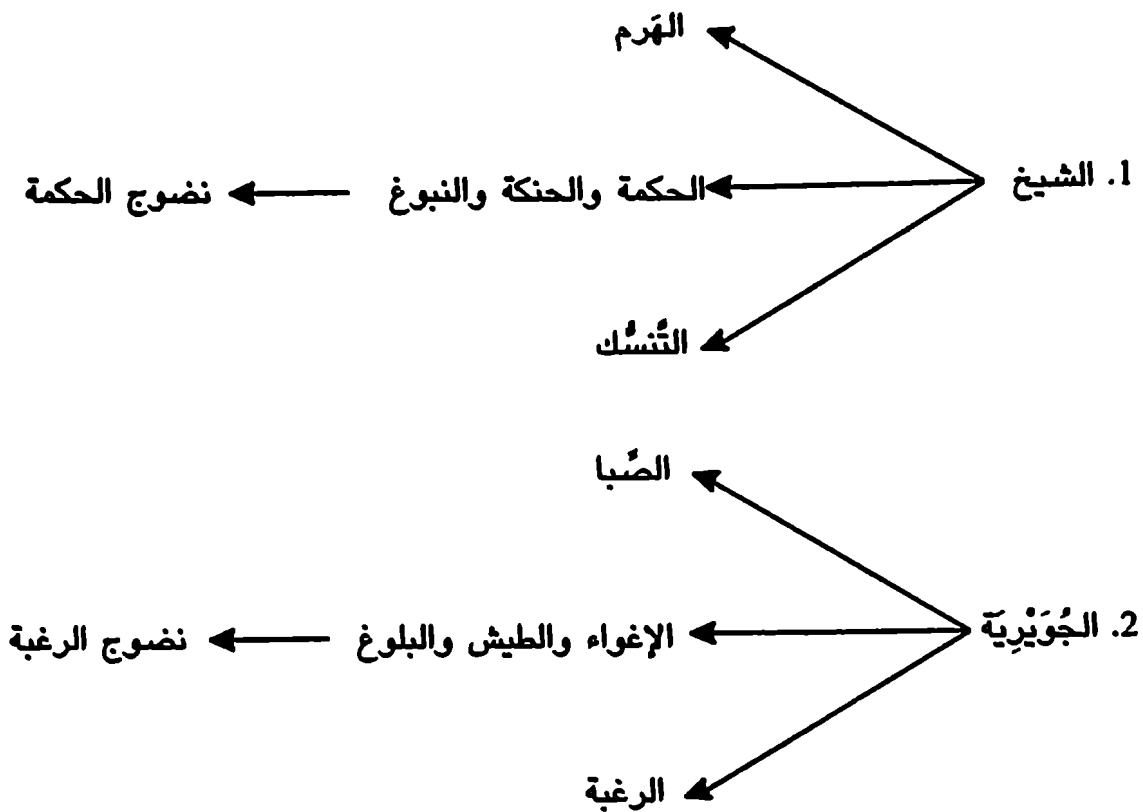 الهَرم
1. الشيخ الحكمة والحنكة والنبوغ نضوج الحكمة
التَّنسُّك
الصِّبا
2. الجُوَيْرِيَة الإغواء والطيش والبلوغ نضوج الرغبة
الرغبة